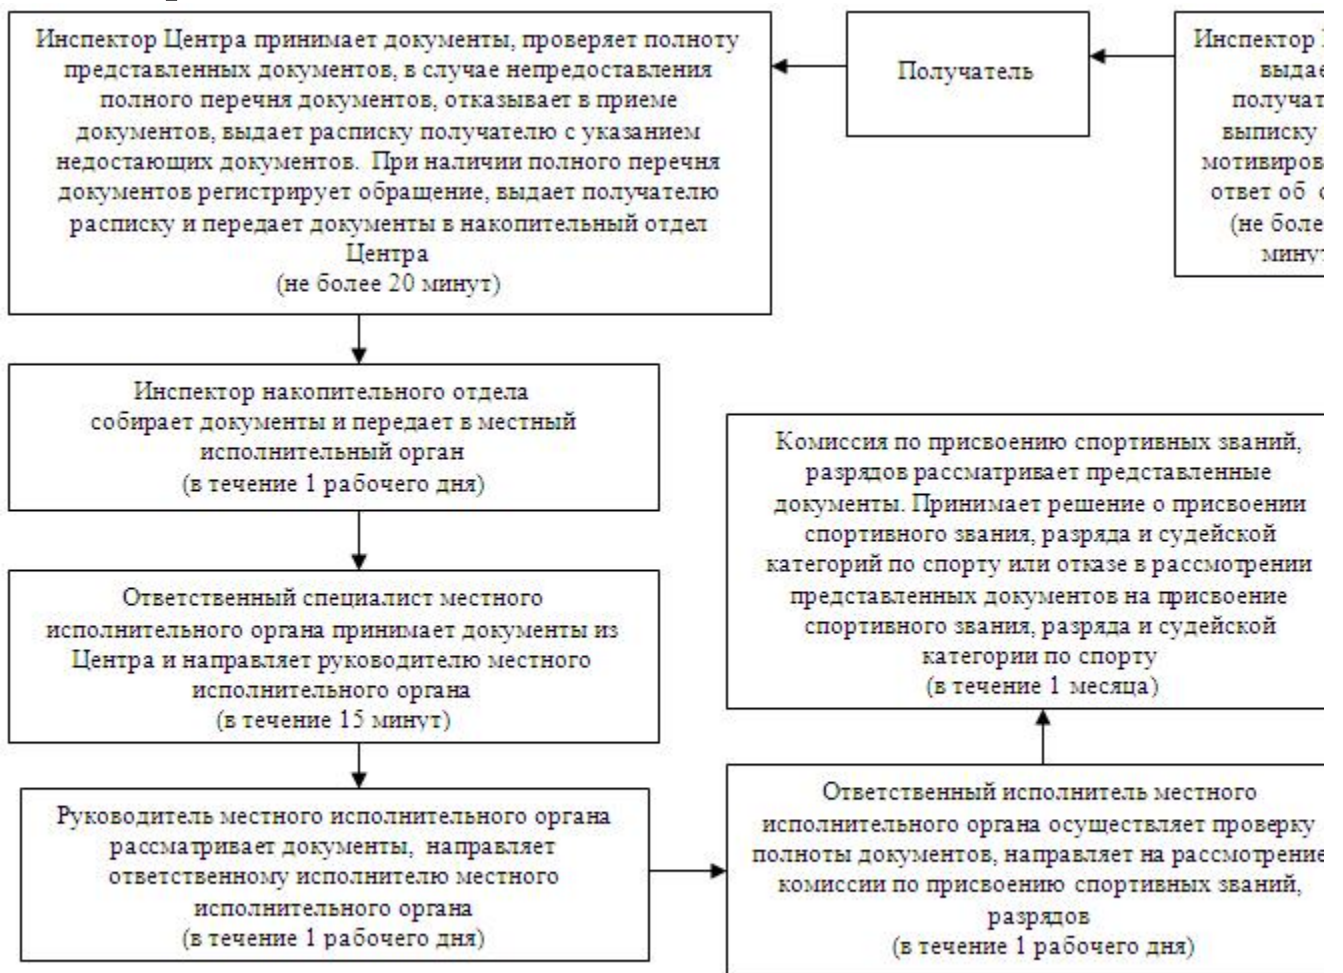 Инспектор Центра принимает документы, проверяет полноту
представленных документов, в случае непредоставления
полного перечня документов, отказывает в приеме
документов, выдает расписку получателю с указанием
недостающих документов. При наличии полного перечня
документов регистрирует обращение, выдает получателю
расписку и передает документы в накопительный отдел
Центра
(не более 20 минут)
Получатель
Инспектор
выдае
получат
выписку
мотивиров
ответ об
(не боле
минут
Инспектор накопительного отдела
собирает документы и передает в местный
исполнительный орган
(в течение 1 рабочего дня)
Ответственный специалист местного
исполнительного органа принимает документы из
Центра и направляет руководителю местного
исполнительного органа
(в течение 15 минут)
Руководитель местного исполнительного органа
рассматривает документы, направляет
ответственному исполнителю местного
исполнительного органа
(в течение 1 рабочего дня)
Ответственный исполнитель местного
исполнительного органа осуществляет проверку
полноты документов, направляет на рассмотрение
комиссии по присвоению спортивных званий,
разрядов
(в течение 1 рабочего дня)
Комиссия по присвоению спортивных званий,
разрядов рассматривает представленные
документы. Принимает решение о присвоении
спортивного звания, разряда и судейской
категорий по спорту или отказе в рассмотрении
представленных документов на присвоение
спортивного звания, разряда и судейской
категории по спорту
(в течение 1 месяца)